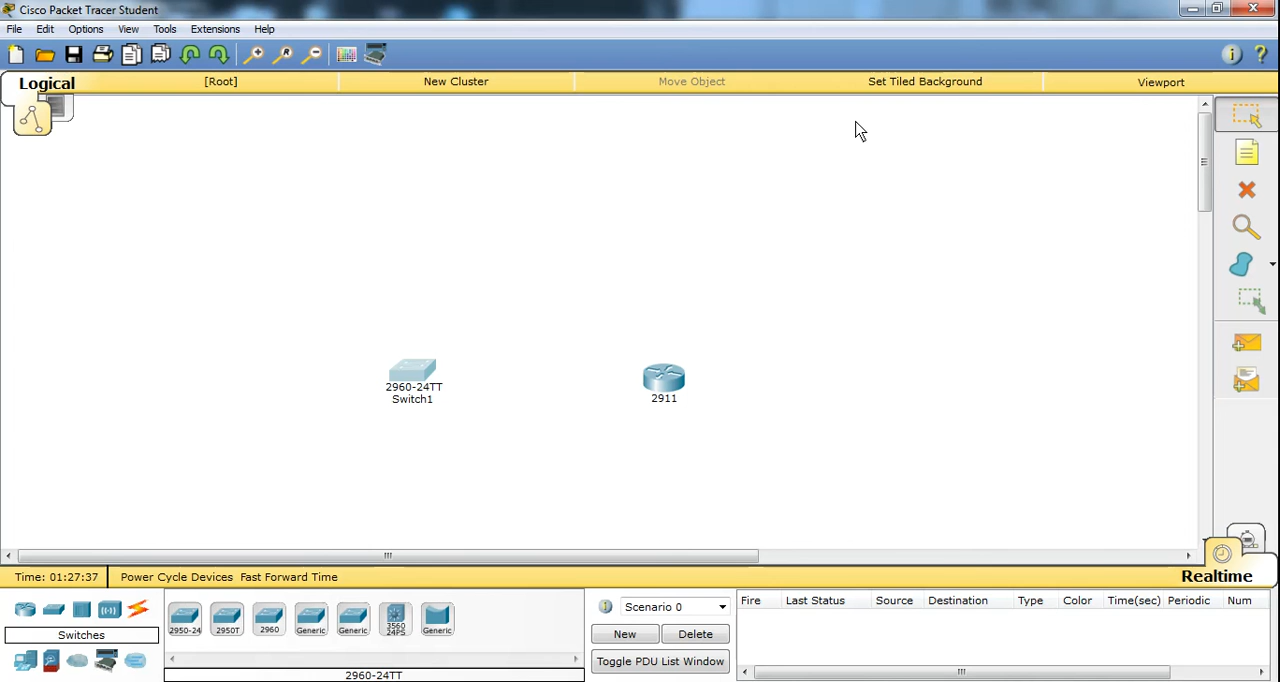 Cisco Packet Tracer Student
File Edit Options View Tools Extensions Help
Logical [Root] New Cluster Move Object Set Tiled Background Viewport
2960-24TT
Switch1
2911
Time: 01:27:37 Power Cycle Devices Fast Forward Time Realtime
Switches
2950-24 2950T 2960 Generic Generic 3560 24PS Generic
2960-24TT
Scenario 0
New Delete
Toggle PDU List Window
Fire Last Status Source Destination Type Color Time(sec) Periodic Num